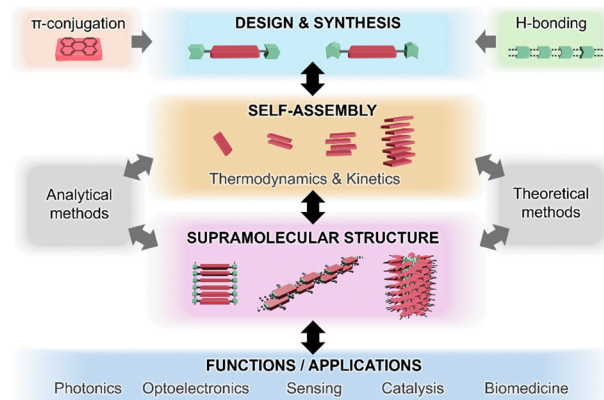 π-conjugation
DESIGN & SYNTHESIS
H-bonding
SELF-ASSEMBLY
Thermodynamics & Kinetics
Analytical
methods
Theoretical
methods
SUPRAMOLECULAR STRUCTURE
FUNCTIONS / APPLICATIONS
Photonics Optoelectronics Sensing Catalysis Biomedicine